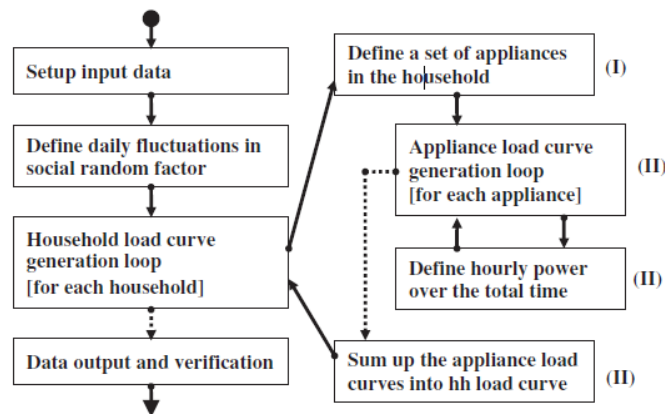 Setup input data
Define daily fluctuations in
social random factor
Household load curve
generation loop
[for each household]
Data output and verification
Define a set of appliances
in the household
(I)
Appliance load curve
generation loop
[for each appliance]
(II)
Define hourly power
over the total time
(II)
Sum up the appliance load
curves into hh load curve
(II)